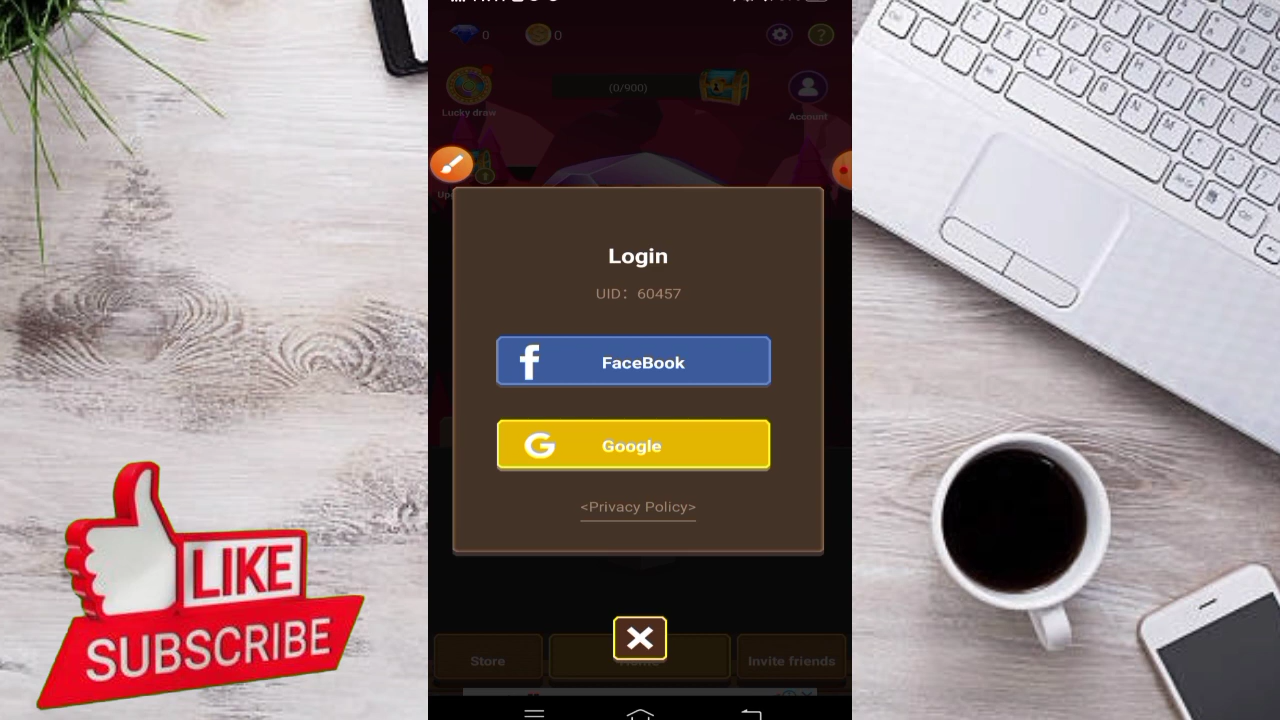 0
0
(0/900)
Lucky draw
Account
Login
UID: 60457
FaceBook
Google
<Privacy Policy>
LIKE
SUBSCRIBE
Store
Invite friends